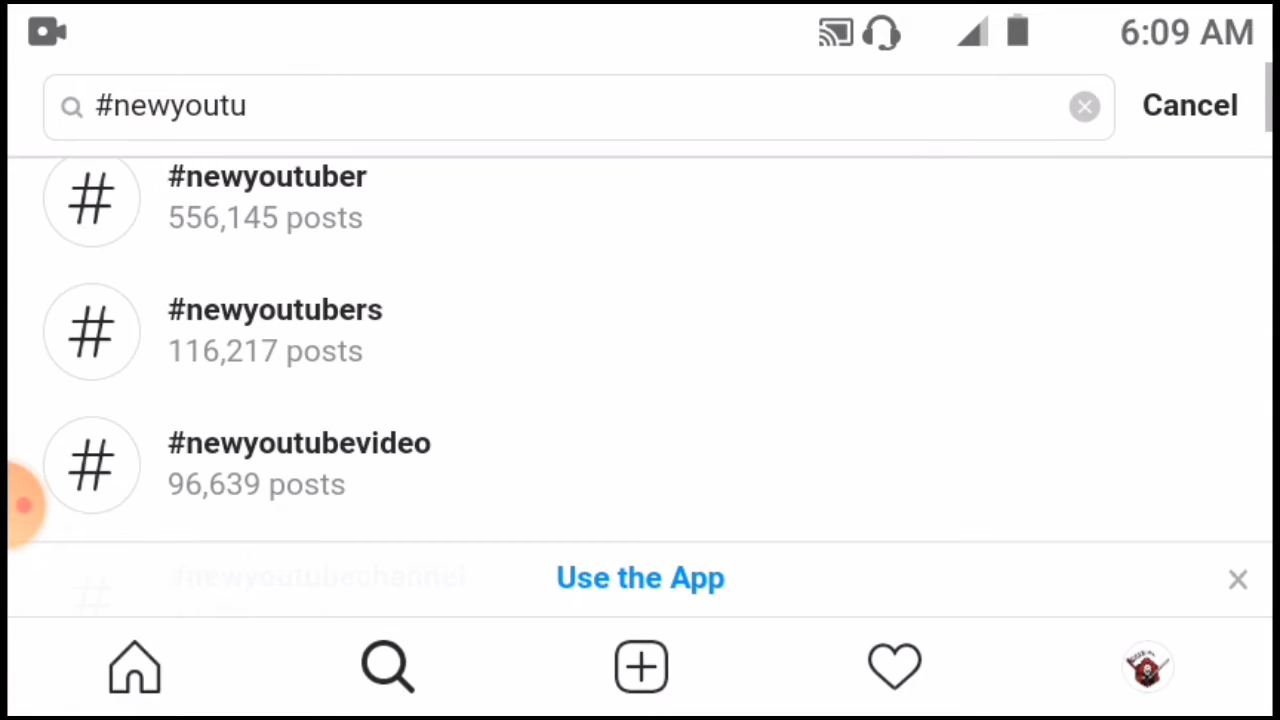 6:09 AM
#newyoutu
Cancel
#newyoutuber
556,145 posts
#newyoutubers
116,217 posts
#newyoutubevideo
96,639 posts
#newyoutubechannel
Use the App